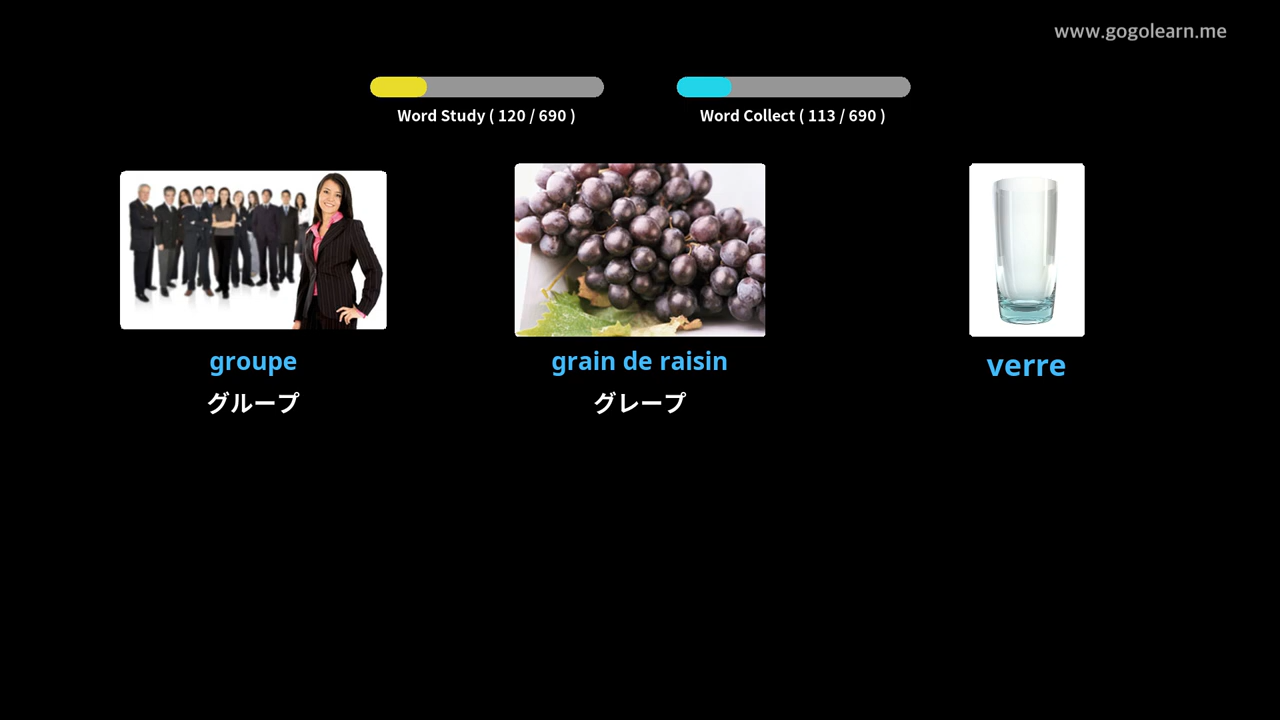 www.gogolearn.me
Word Study ( 120 / 690 )
Word Collect ( 113 / 690 )
groupe
グループ
grain de raisin
グレープ
verre